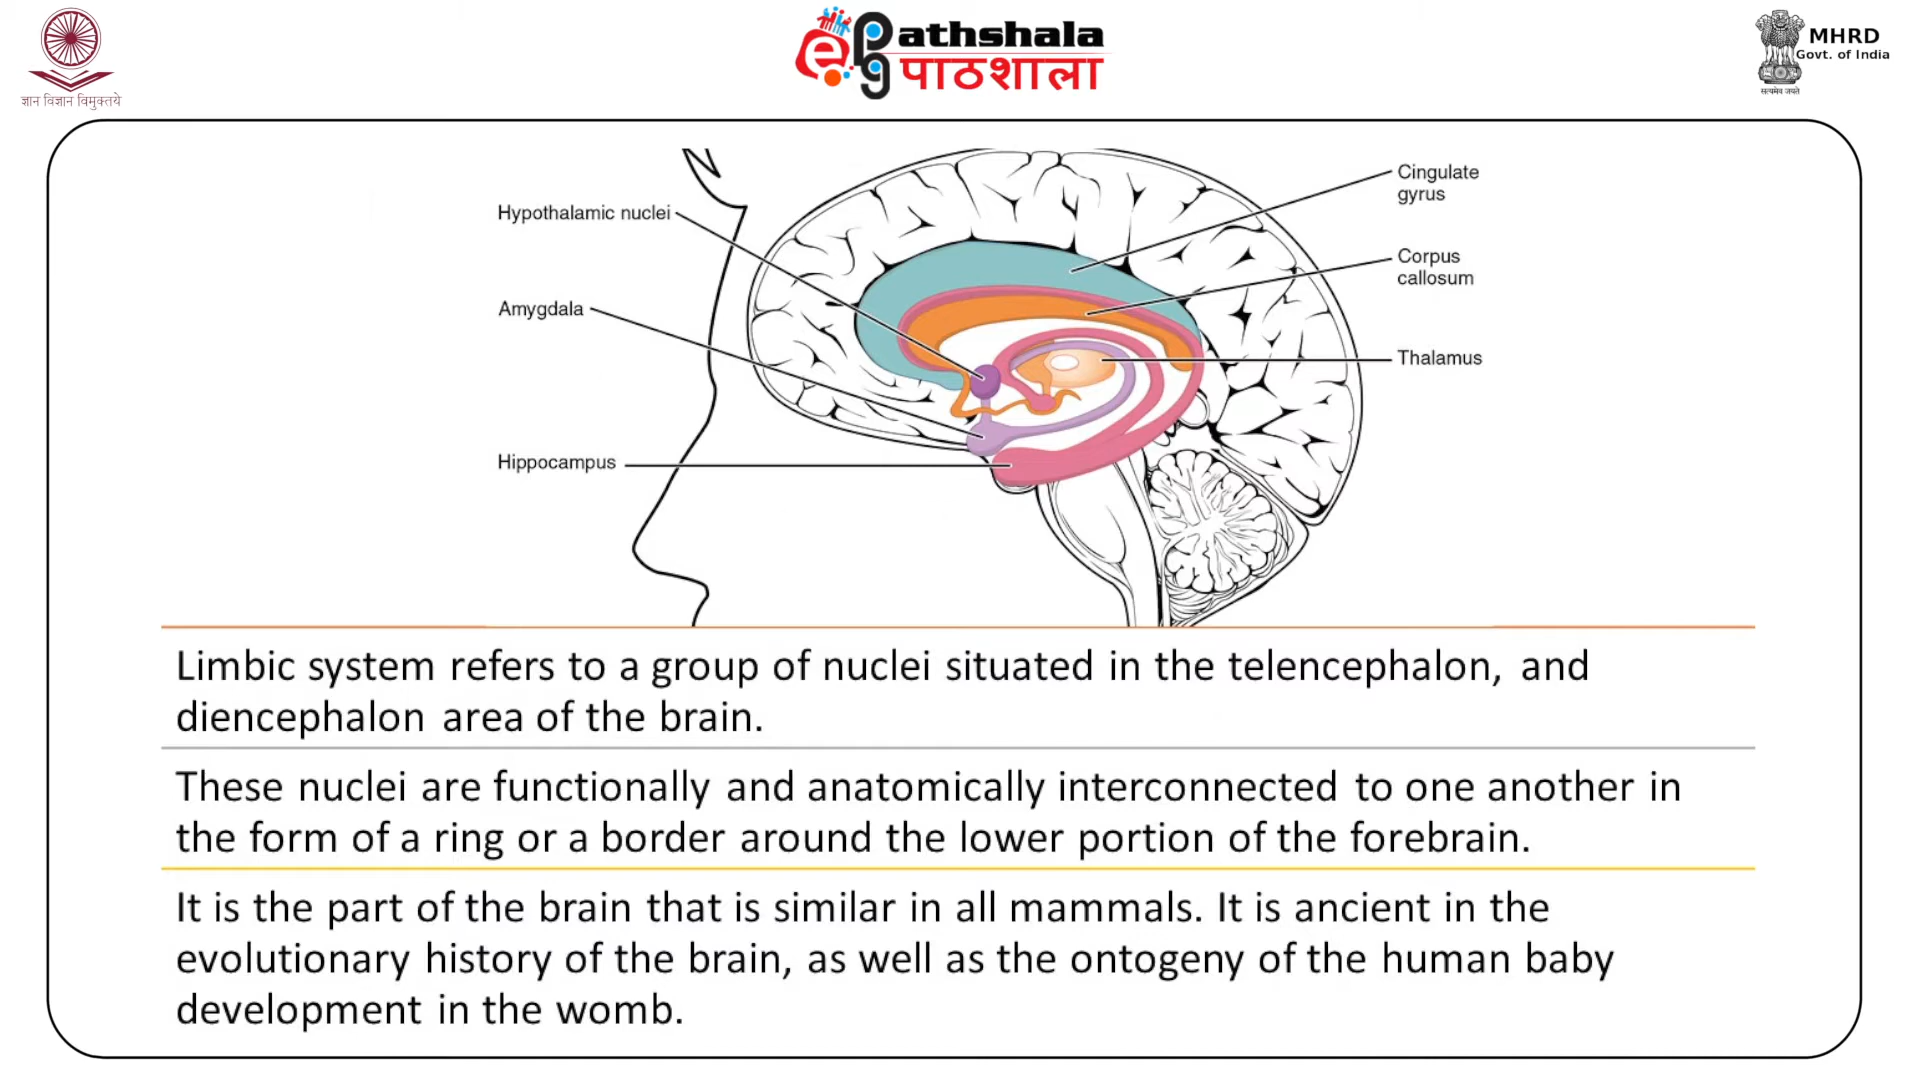 ज्ञान विज्ञान विमुक्तये
ePathshala
पाठशाला
MHRD
Govt. of India
सत्यमेव जयते
Cingulate
gyrus
Hypothalamic nuclei
Corpus
callosum
Amygdala
Thalamus
Hippocampus
Limbic system refers to a group of nuclei situated in the telencephalon, and
diencephalon area of the brain.
These nuclei are functionally and anatomically interconnected to one another in
the form of a ring or a border around the lower portion of the forebrain.
It is the part of the brain that is similar in all mammals. It is ancient in the
evolutionary history of the brain, as well as the ontogeny of the human baby
development in the womb.